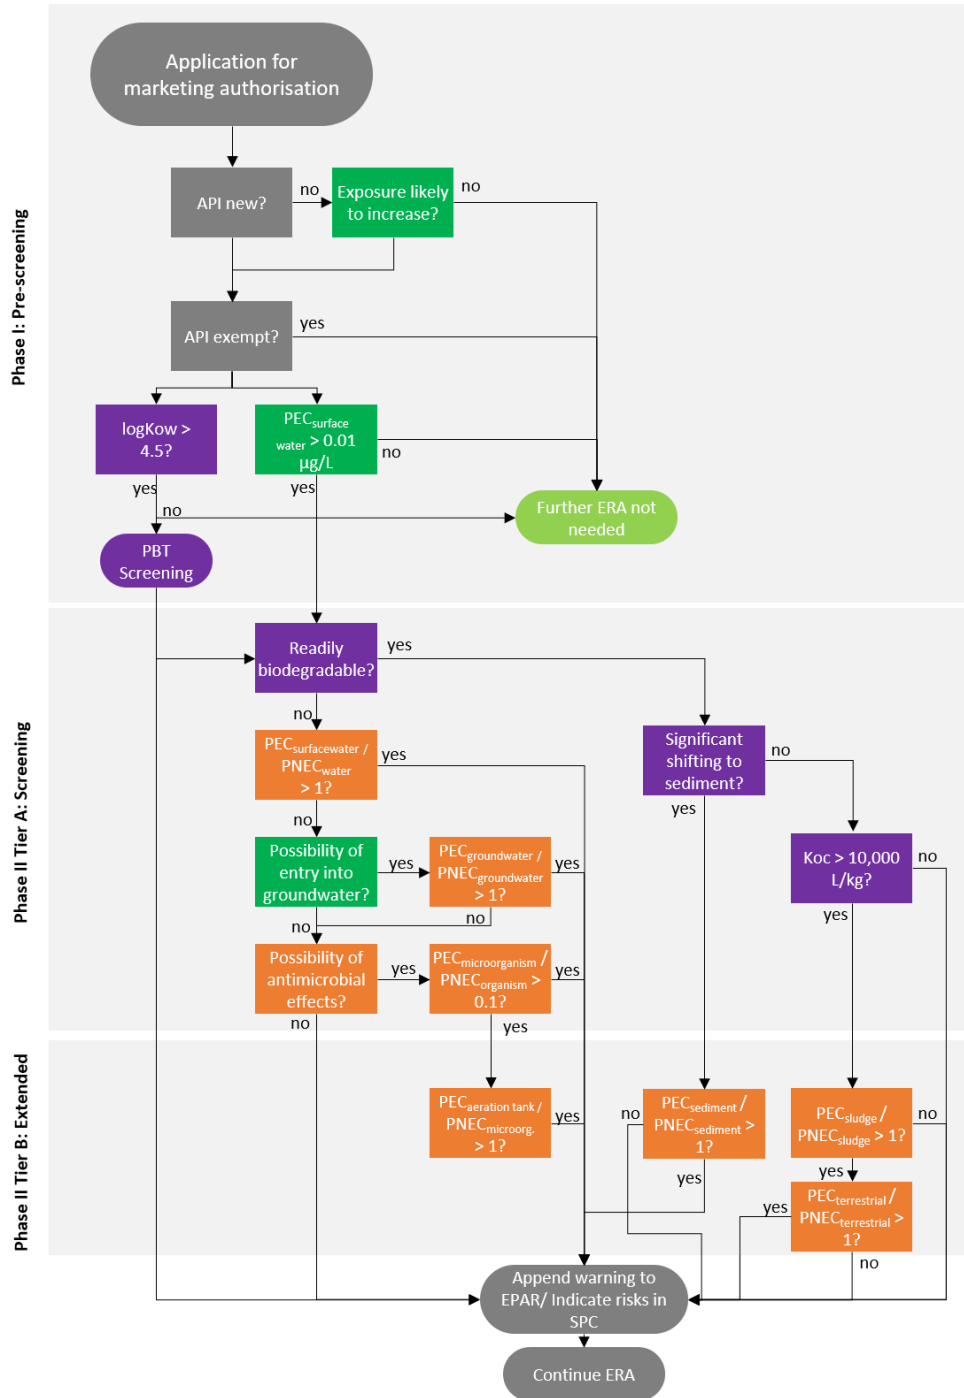 Phase I: Pre-screening
Application for
marketing authorisation
API new?
no
Exposure likely
to increase?
no
API exempt?
yes
logKow >
4.5?
PECsurface
water > 0.01
µg/L
no
yes
yes
no
Further ERA not
needed
PBT
Screening
Phase II Tier A: Screening
Readily
biodegradable?
yes
no
PECsurfacewater /
PNECwater
> 1?
yes
Significant
shifting to
sediment?
no
yes
no
Possibility of
entry into
groundwater?
yes
PECgroundwater /
PNECgroundwater
> 1?
yes
Koc > 10,000
L/kg?
no
yes
no
no
Possibility of
antimicrobial
effects?
yes
PECmicroorganism /
PNECorganism >
0.1?
yes
no
yes
Phase II Tier B: Extended
PECaeration tank /
PNECmicroorg.
> 1?
yes
no
PECsediment /
PNECsediment >
1?
yes
PECsludge /
PNECsludge > 1?
no
yes
yes
PECterrestrial /
PNECterrestrial >
1?
no
Append warning to
EPAR/ Indicate risks in
SPC
Continue ERA